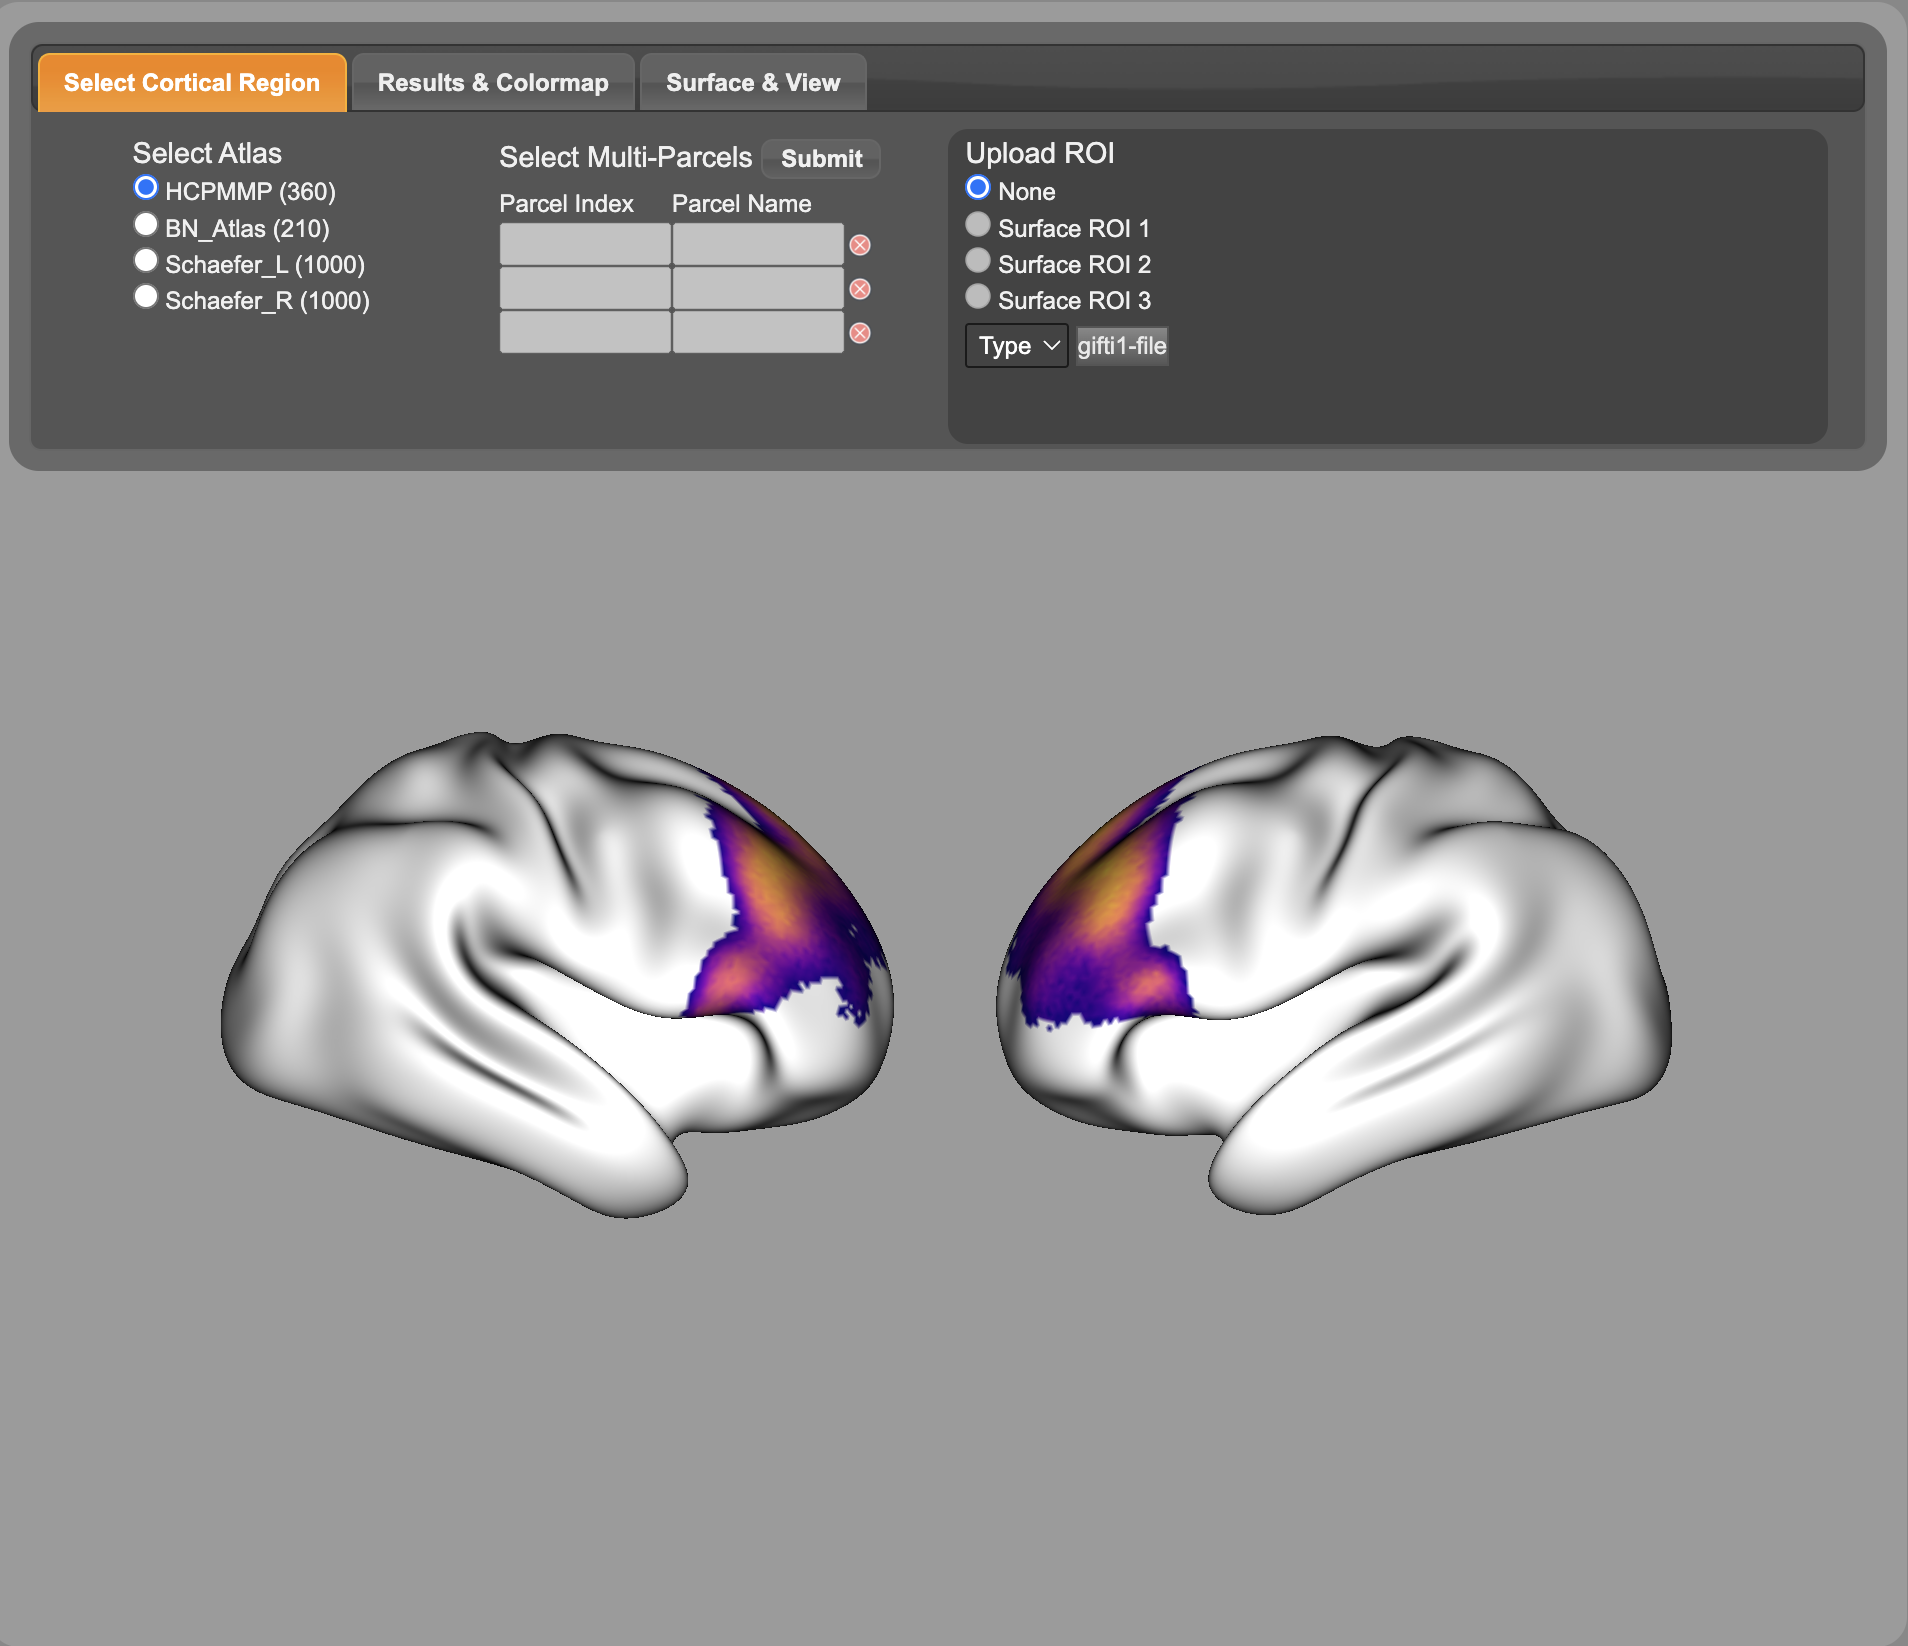 Select Cortical Region
Results & Colormap
Surface & View
Select Atlas
HCPMMP (360)
BN_Atlas (210)
Schaefer_L (1000)
Schaefer_R (1000)
Select Multi-Parcels
Submit
Parcel Index
Parcel Name
Upload ROI
None
Surface ROI 1
Surface ROI 2
Surface ROI 3
Type
gifti1-file